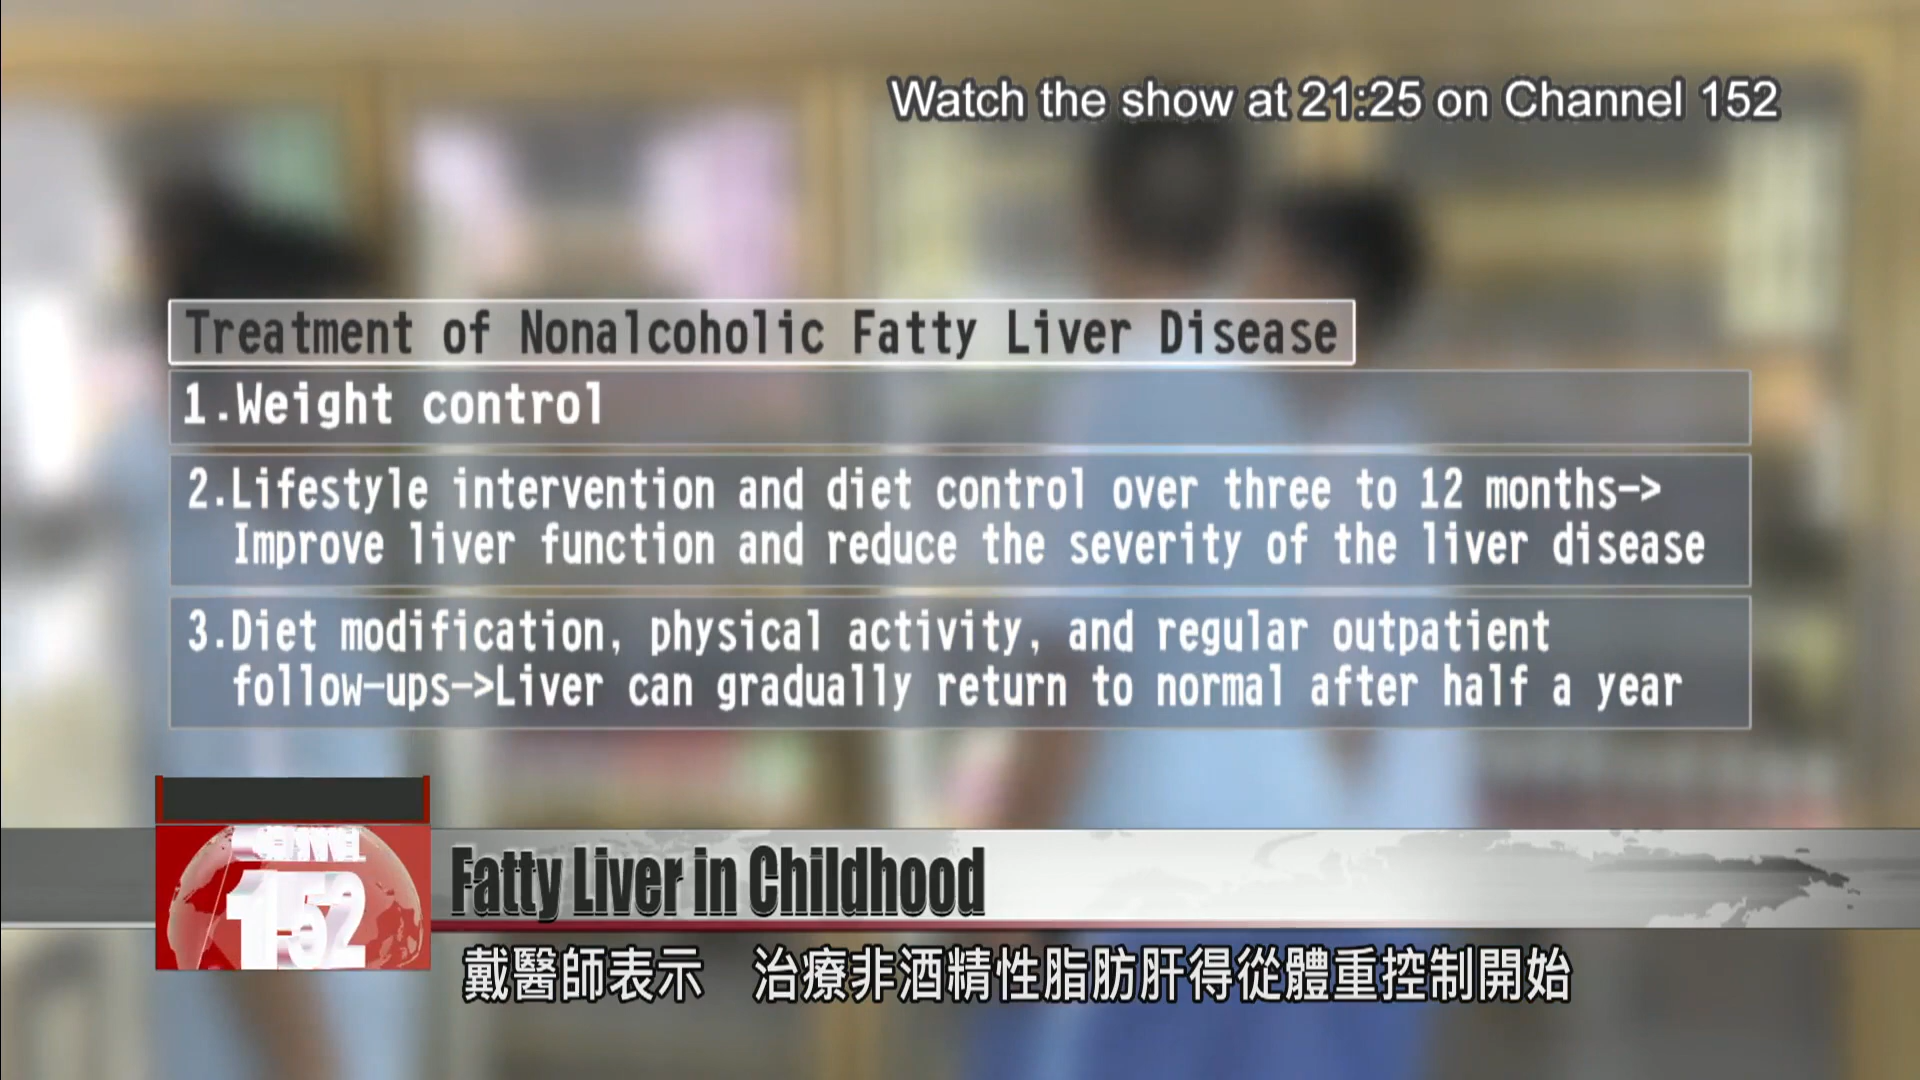 Watch the show at 21:25 on Channel 152
Treatment of Nonalcoholic Fatty Liver Disease
1.Weight control
2.Lifestyle intervention and diet control over three to 12 months->
Improve liver function and reduce the severity of the liver disease
3.Diet modification, physical activity, and regular outpatient
follow-ups->Liver can gradually return to normal after half a year
152
Fatty Liver in Childhood
戴醫師表示 治療非酒精性脂肪肝得從體重控制開始